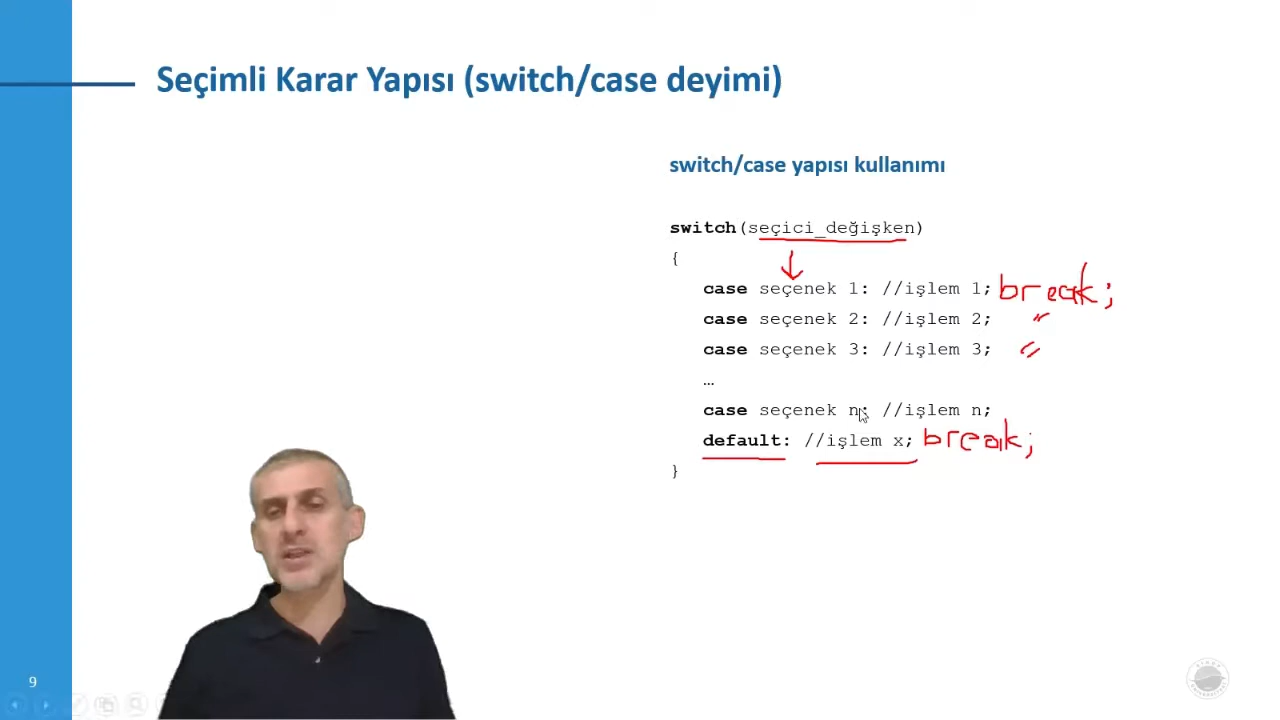 Seçimli Karar Yapısı (switch/case deyimi)
switch/case yapısı kullanımı
switch(seçici_değişken)
{
case seçenek 1: //işlem 1; break;
case seçenek 2: //işlem 2; "
case seçenek 3: //işlem 3; "
…
case seçenek n: //işlem n;
default: //işlem x; break;
}
9